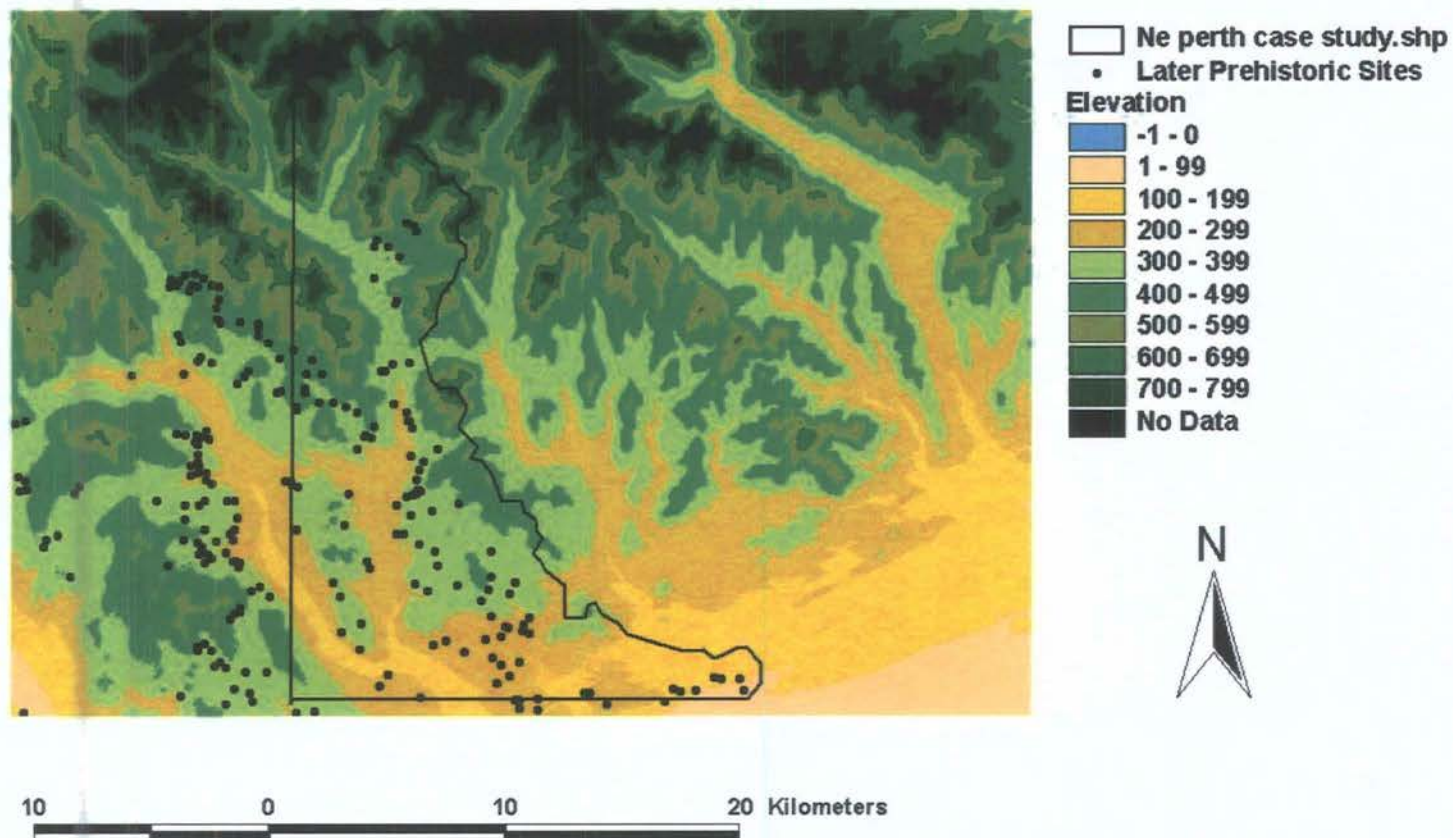 Ne perth case study.shp
Later Prehistoric Sites
Elevation
-1 - 0
1 - 99
100 - 199
200 - 299
300 - 399
400 - 499
500 - 599
600 - 699
700 - 799
No Data
N
10 0 10 20 Kilometers